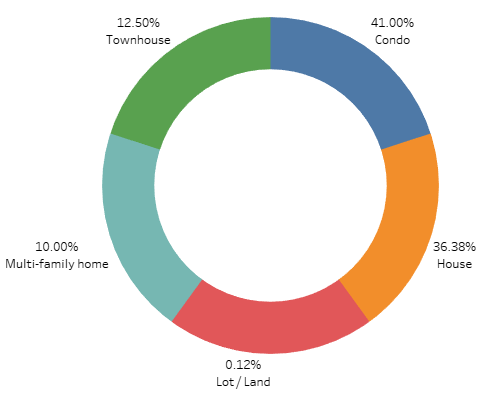 12.50%
Townhouse
41.00%
Condo
10.00%
Multi-family home
36.38%
House
0.12%
Lot / Land